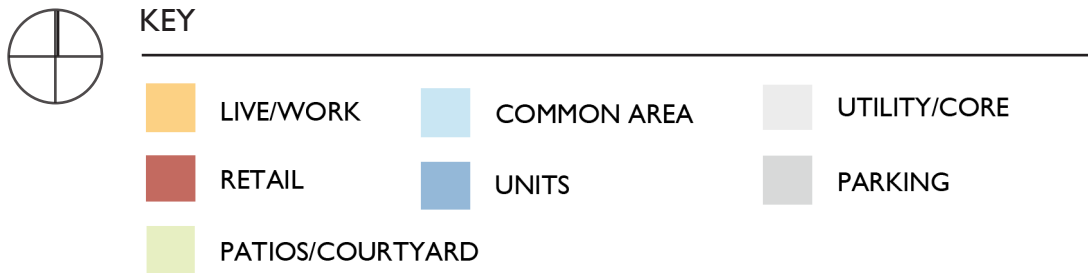 KEY
LIVE/WORK
COMMON AREA
UTILITY/CORE
RETAIL
UNITS
PARKING
PATIOS/COURTYARD